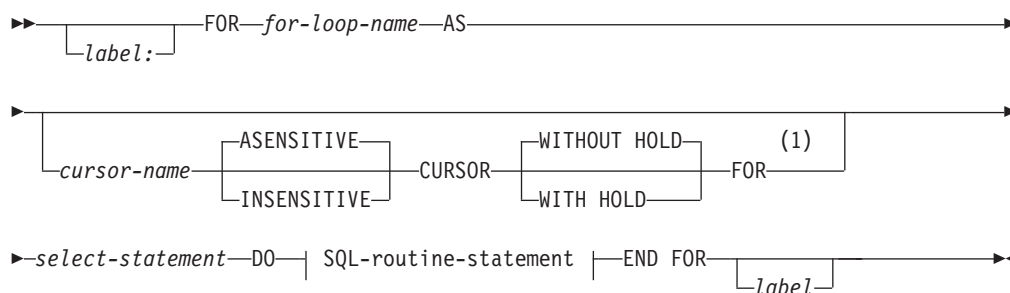 FOR for-loop-name AS
label:
ASENSITIVE WITHOUT HOLD (1)
cursor-name CURSOR FOR
INSENSITIVE WITH HOLD
select-statement DO SQL-routine-statement END FOR
label